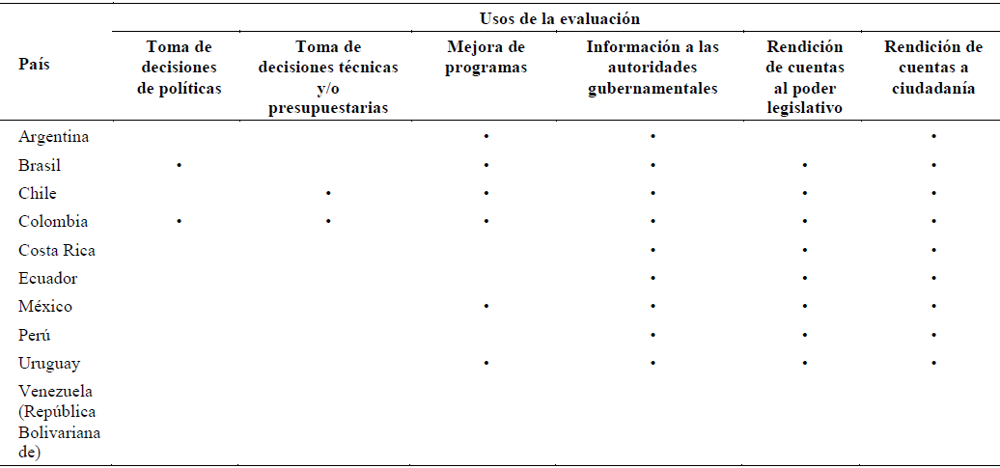 Usos de la evaluación
País
Toma de
decisiones
de políticas
Toma de
decisiones técnicas
y/o
presupuestarias
Mejora de
programas
Información a las
autoridades
gubernamentales
Rendición
de cuentas
al poder
legislativo
Rendición de
cuentas a
ciudadanía
Argentina • • •
Brasil • • • • •
Chile • • • • •
Colombia • • • • • •
Costa Rica • • •
Ecuador • • •
México • • • •
Perú • • •
Uruguay • • • •
Venezuela
(República
Bolivariana
de)